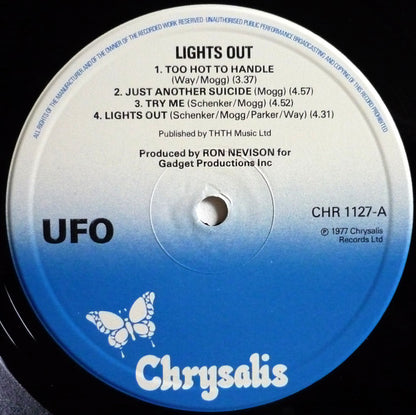 ALL RIGHTS OF THE MANUFACTURER AND OF THE OWNER OF THE RECORDED WORK RESERVED · UNAUTHORISED PUBLIC PERFORMANCE BROADCASTING AND COPYING OF THIS RECORD PROHIBITED
LIGHTS OUT
1. TOO HOT TO HANDLE
(Way/Mogg) (3.37)
2. JUST ANOTHER SUICIDE (Mogg) (4.57)
3. TRY ME (Schenker/Mogg) (4.52)
4. LIGHTS OUT (Schenker/Mogg/Parker/Way) (4.31)
Published by THTH Music Ltd
Produced by RON NEVISON for
Gadget Productions Inc
UFO
CHR 1127-A
℗ 1977 Chrysalis
Records Ltd
Chrysalis